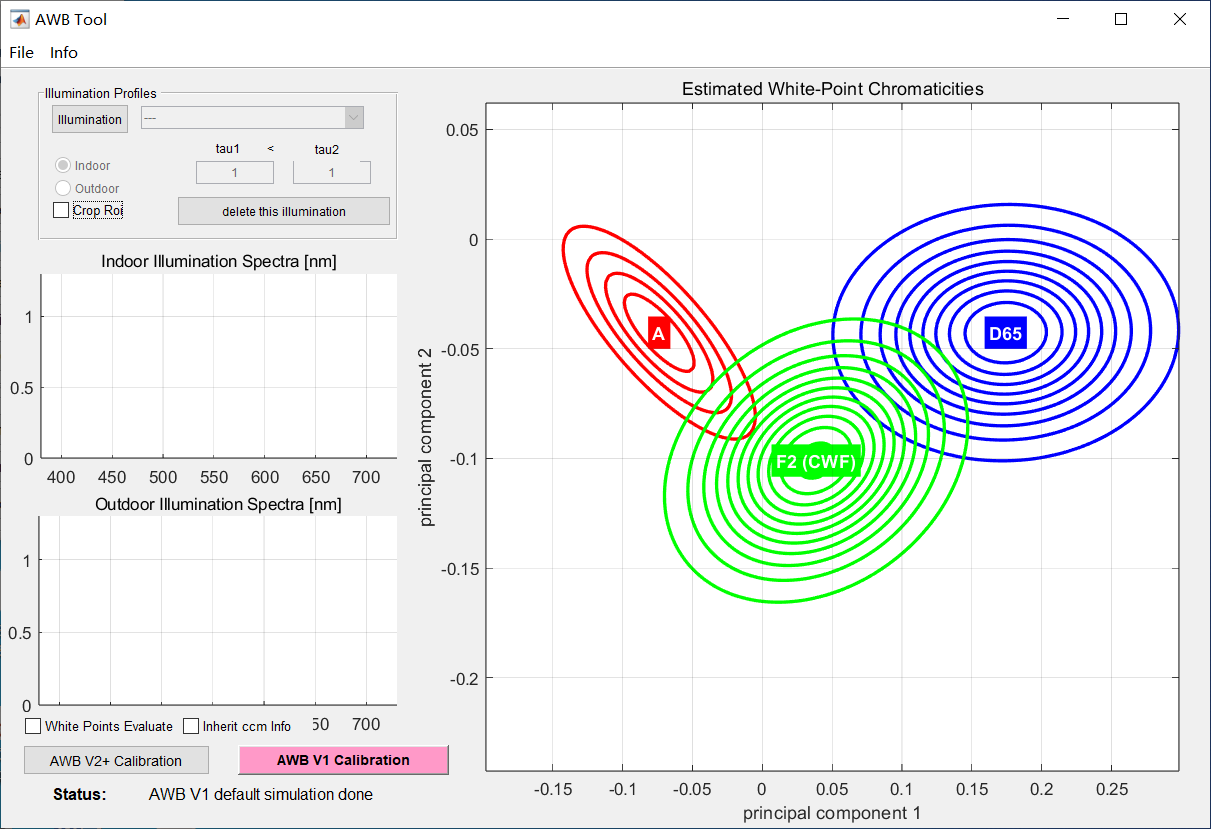 AWB Tool
File Info
Illumination Profiles
Illumination
---
tau1 < tau2
1 1
Indoor
Outdoor
Crop Roi
delete this illumination
Indoor Illumination Spectra [nm]
1
0.5
0
400 450 500 550 600 650 700
Outdoor Illumination Spectra [nm]
1
0.5
0
50 700
White Points Evaluate
Inherit ccm Info
AWB V2+ Calibration
AWB V1 Calibration
Status: AWB V1 default simulation done
Estimated White-Point Chromaticities
0.05
0
-0.05
-0.1
-0.15
-0.2
principal component 2
A
D65
F2 (CWF)
-0.15 -0.1 -0.05 0 0.05 0.1 0.15 0.2 0.25
principal component 1